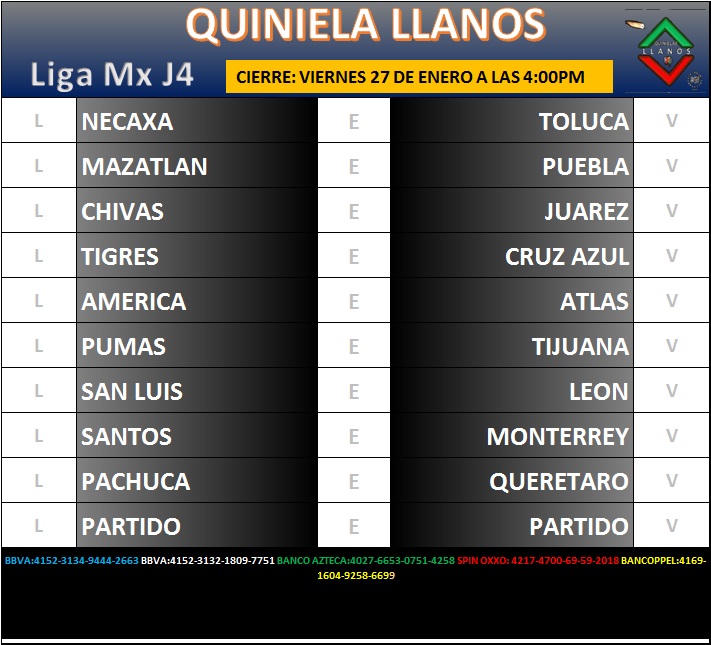 QUINIELA LLANOS
Liga Mx J4
CIERRE: VIERNES 27 DE ENERO A LAS 4:00PM
QUINIELAS
LLANOS
L NECAXA E TOLUCA V
L MAZATLAN E PUEBLA V
L CHIVAS E JUAREZ V
L TIGRES E CRUZ AZUL V
L AMERICA E ATLAS V
L PUMAS E TIJUANA V
L SAN LUIS E LEON V
L SANTOS E MONTERREY V
L PACHUCA E QUERETARO V
L PARTIDO E PARTIDO V
BBVA:4152-3134-9444-2663 BBVA:4152-3132-1809-7751 BANCO AZTECA:4027-6653-0751-4258 SPIN OXXO: 4217-4700-69-59-2018 BANCOPPEL:4169-
1604-9258-6699